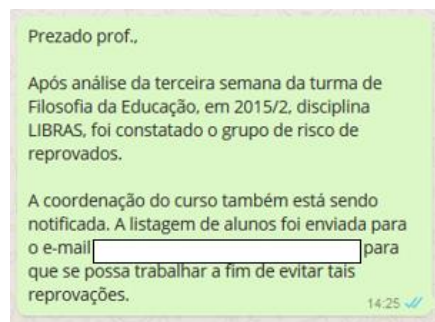 Prezado prof.,
Após análise da terceira semana da turma de
Filosofia da Educação, em 2015/2, disciplina
LIBRAS, foi constatado o grupo de risco de
reprovados.
A coordenação do curso também está sendo
notificada. A listagem de alunos foi enviada para
o e-mail para
que se possa trabalhar a fim de evitar tais
reprovações.
14:25